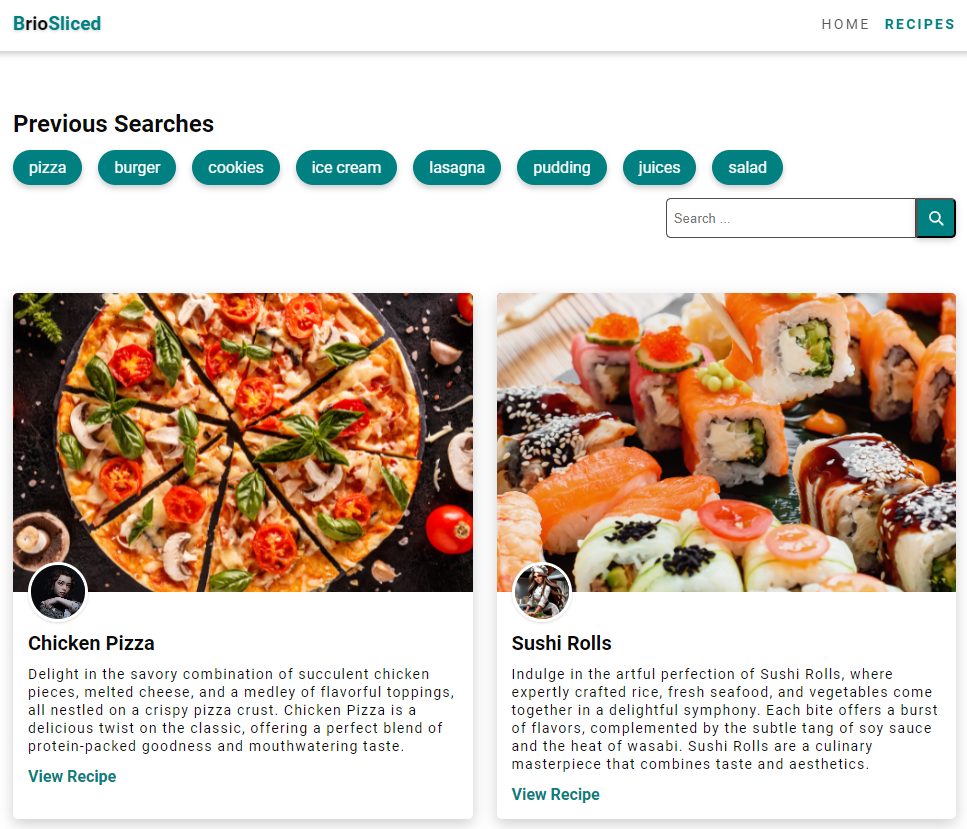 BrioSliced
HOME RECIPES
Previous Searches
pizza burger cookies ice cream lasagna pudding juices salad
Search ...
Chicken Pizza
Delight in the savory combination of succulent chicken
pieces, melted cheese, and a medley of flavorful toppings,
all nestled on a crispy pizza crust. Chicken Pizza is a
delicious twist on the classic, offering a perfect blend of
protein-packed goodness and mouthwatering taste.
View Recipe
Sushi Rolls
Indulge in the artful perfection of Sushi Rolls, where
expertly crafted rice, fresh seafood, and vegetables come
together in a delightful symphony. Each bite offers a burst
of flavors, complemented by the subtle tang of soy sauce
and the heat of wasabi. Sushi Rolls are a culinary
masterpiece that combines taste and aesthetics.
View Recipe